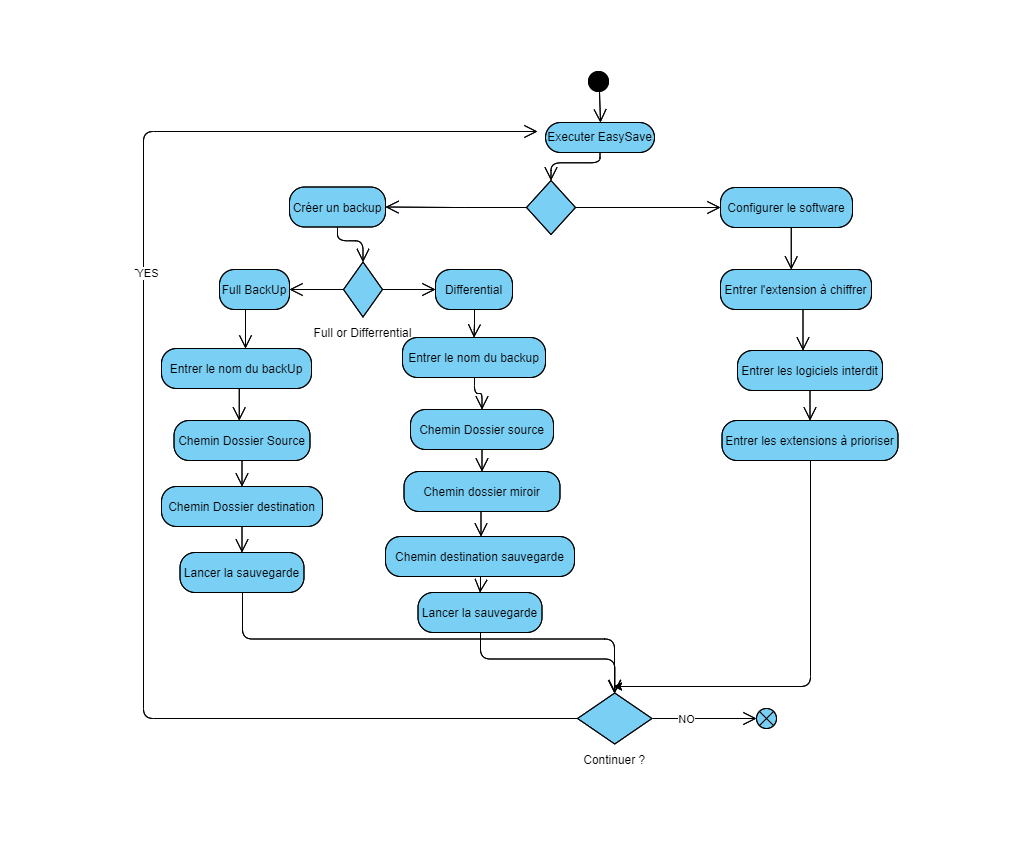 Executer EasySave
Créer un backup
Configurer le software
YES
Full BackUp
Differential
Entrer l'extension à chiffrer
Full or Differrential
Entrer le nom du backUp
Entrer le nom du backup
Entrer les logiciels interdit
Chemin Dossier Source
Chemin Dossier source
Entrer les extensions à prioriser
Chemin Dossier destination
Chemin dossier miroir
Lancer la sauvegarde
Chemin destination sauvegarde
Lancer la sauvegarde
NO
Continuer ?